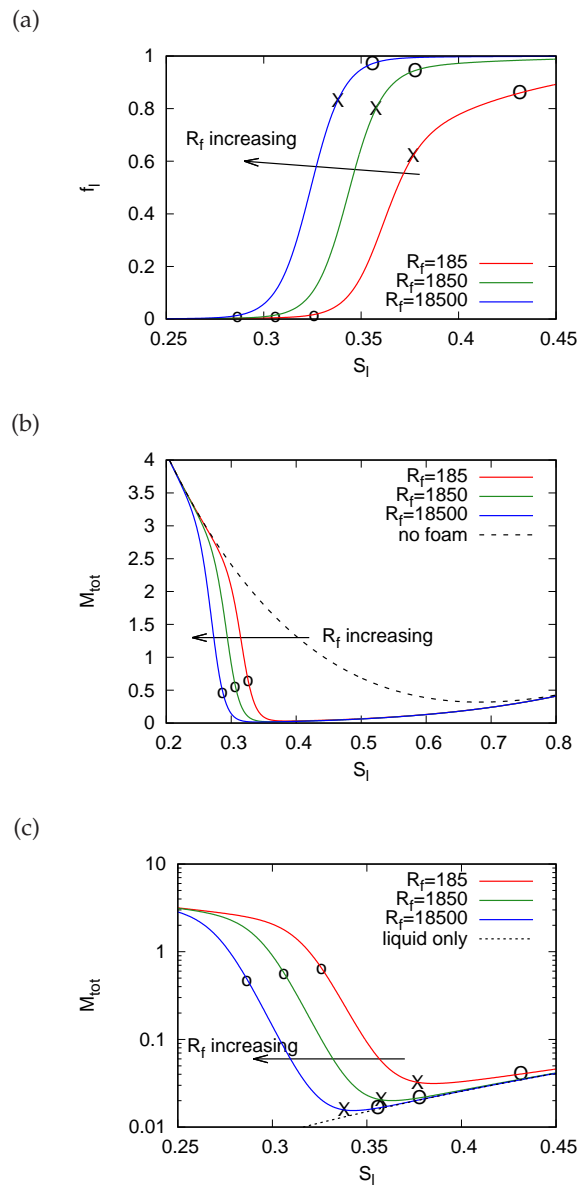 (a)
1
0.8
0.6
0.4
0.2
0
f_l
R_f increasing
R_f=185
R_f=1850
R_f=18500
X X X
O O O
o o o
0.25 0.3 0.35 0.4 0.45
S_l
(b)
4
3.5
3
2.5
2
1.5
1
0.5
0
M_tot
R_f=185
R_f=1850
R_f=18500
no foam
R_f increasing
o o o
0.2 0.3 0.4 0.5 0.6 0.7 0.8
S_l
(c)
10
1
0.1
0.01
M_tot
R_f=185
R_f=1850
R_f=18500
liquid only
o o o
R_f increasing
X X X
O O O
0.25 0.3 0.35 0.4 0.45
S_l